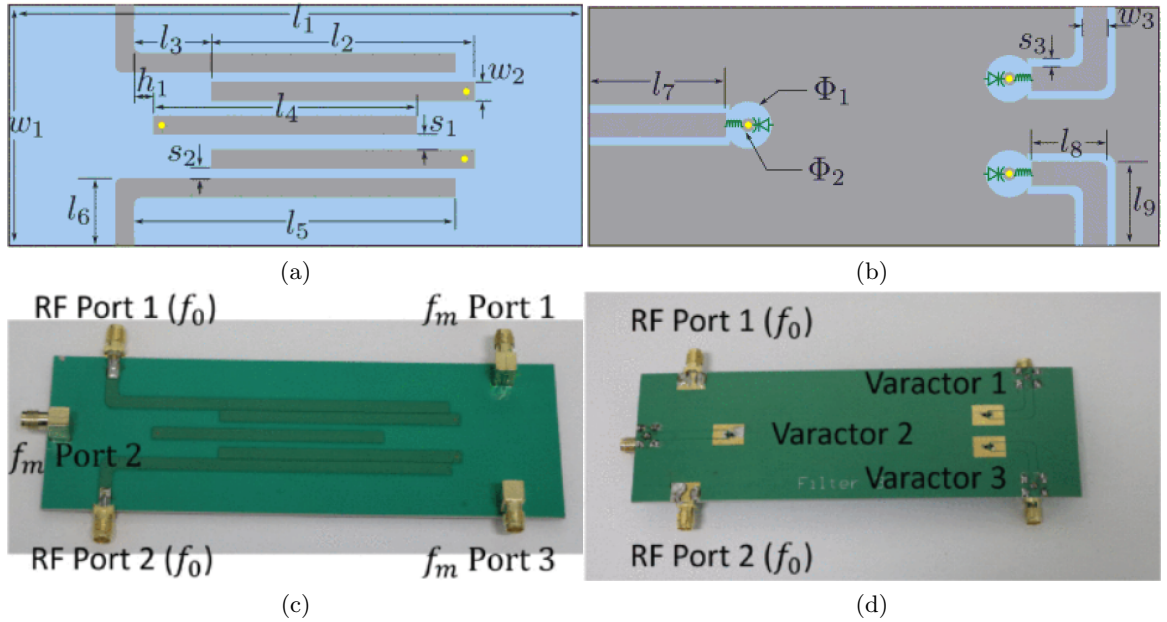 l₁
l₃ l₂
h₁ w₂
l₄
w₁ s₁
s₂
l₆ l₅
(a)
w₃
s₃
l₇ Φ₁
l₈
Φ₂
l₉
(b)
RF Port 1 (f₀) fₘ Port 1
fₘ Port 2
RF Port 2 (f₀) fₘ Port 3
(c)
RF Port 1 (f₀)
Varactor 1
Varactor 2
Varactor 3
Filter
RF Port 2 (f₀)
(d)